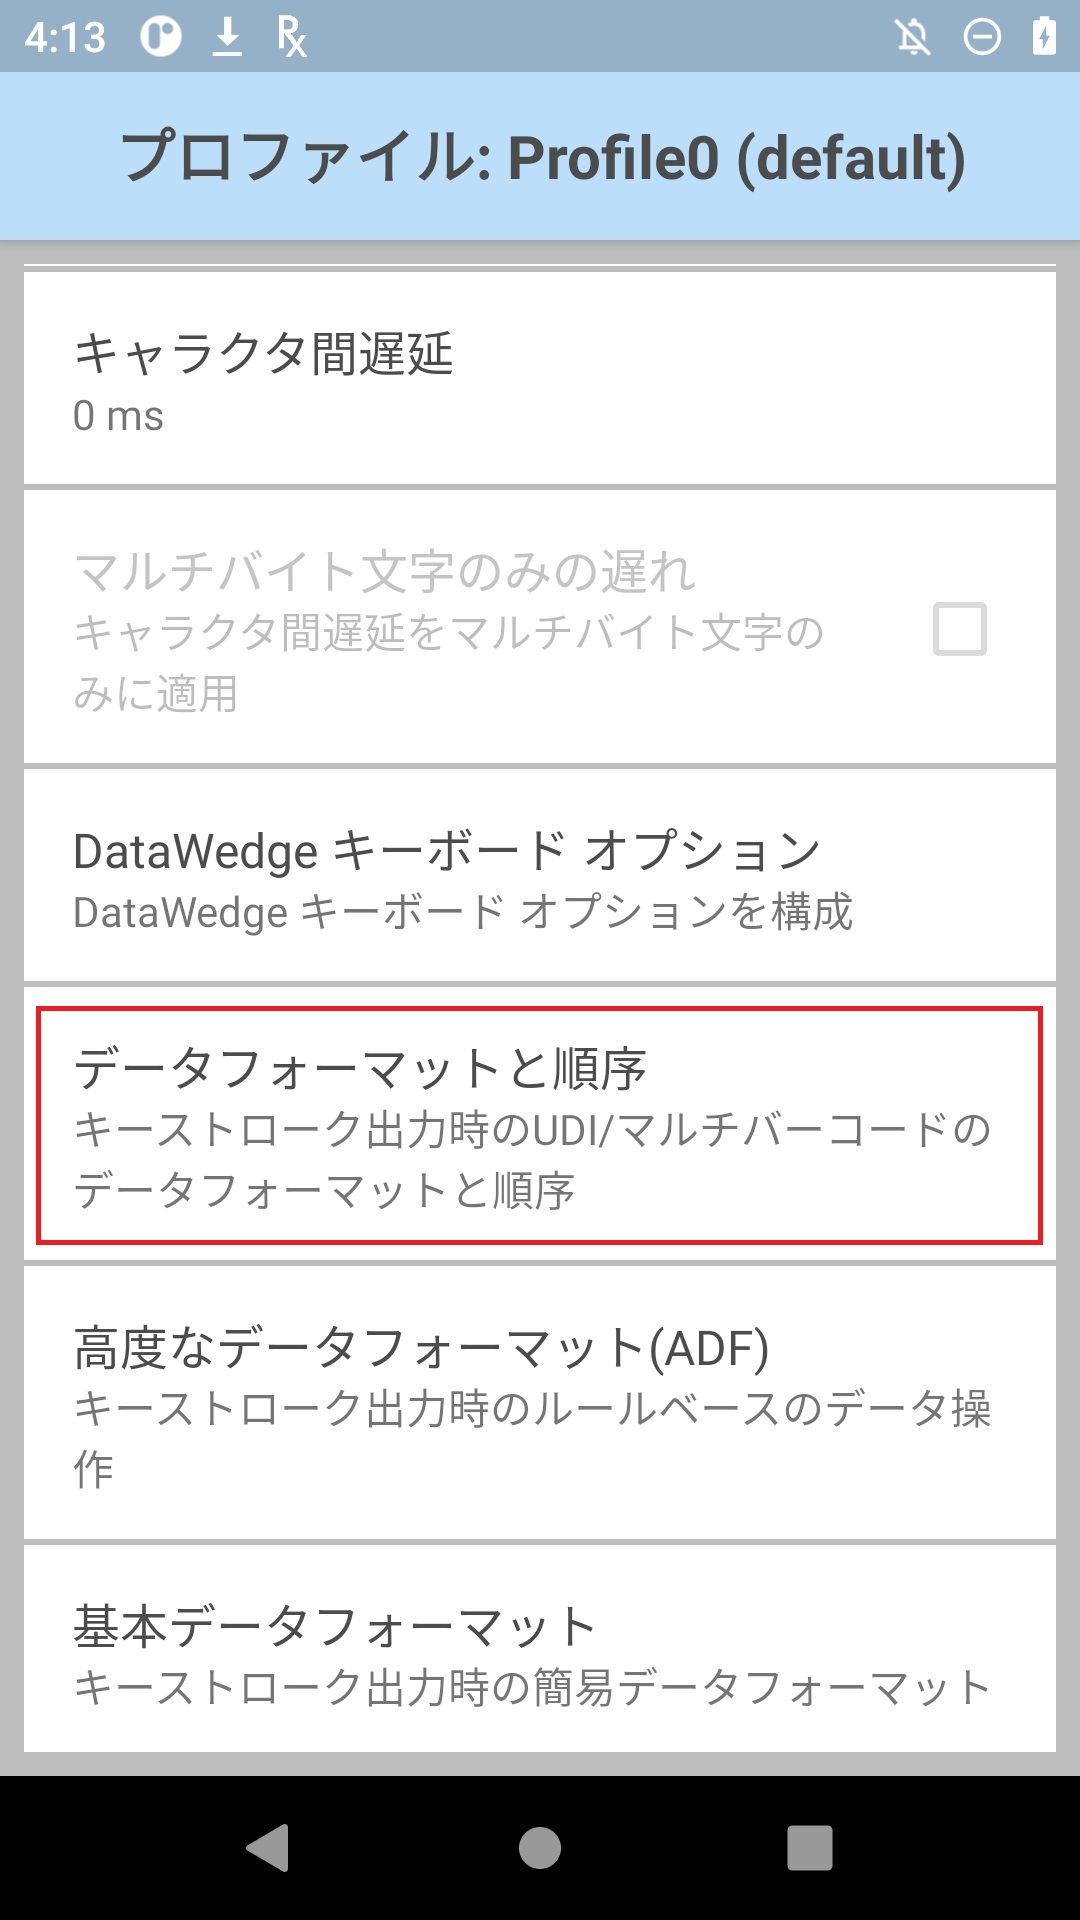 4:13
プロファイル: Profile0 (default)
キャラクタ間遅延
0 ms
マルチバイト文字のみの遅れ
キャラクタ間遅延をマルチバイト文字の
みに適用
DataWedge キーボード オプション
DataWedge キーボード オプションを構成
データフォーマットと順序
キーストローク出力時のUDI/マルチバーコードの
データフォーマットと順序
高度なデータフォーマット(ADF)
キーストローク出力時のルールベースのデータ操
作
基本データフォーマット
キーストローク出力時の簡易データフォーマット